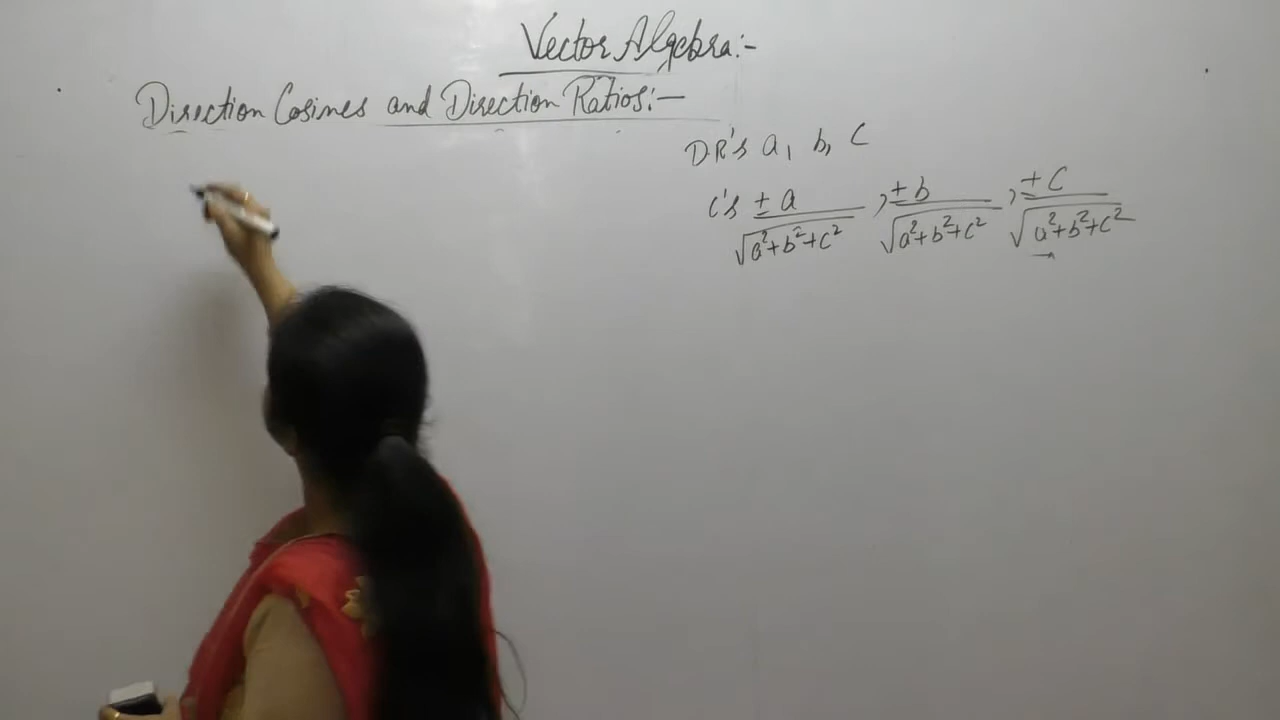 Vector Algebra:-
Direction Cosines and Direction Ratios:-
DR's a, b, c
c's ± a/√a²+b²+c² , ± b/√a²+b²+c² , ± c/√a²+b²+c²